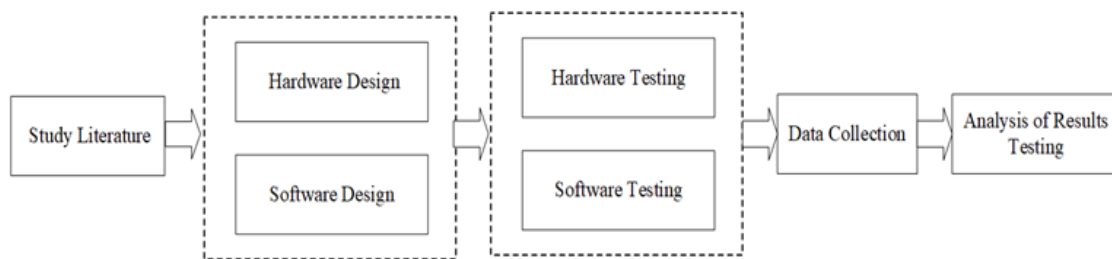 Study Literature
Hardware Design
Software Design
Hardware Testing
Software Testing
Data Collection
Analysis of Results
Testing